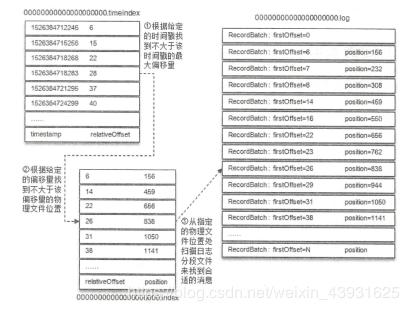 00000000000000000000.timeindex
1526384712246 6
1526384715256 15
1526384718268 22
1526384718283 28
1526384721295 37
1526384724299 40
……
timestamp relativeOffset
①根据给定
的时间戳找
到不大于该
时间戳的最
大偏移量
②根据给定
的偏移量找
到不大于该
偏移量的物
理文件位置
6 156
14 459
22 656
26 838
31 1050
38 1141
……
relativeOffset position
00000000000000000000.index
③从指定
的物理文
件位置处
扫描日志
分段文件
来找到合
适的消息
00000000000000000000.log
RecordBatch: firstOffset=0
RecordBatch: firstOffset=6 position=156
RecordBatch: firstOffset=7 position=232
RecordBatch: firstOffset=8 position=308
RecordBatch: firstOffset=14 position=459
RecordBatch: firstOffset=16 position=550
RecordBatch: firstOffset=22 position=656
RecordBatch: firstOffset=23 position=762
RecordBatch: firstOffset=26 position=838
RecordBatch: firstOffset=29 position=944
RecordBatch: firstOffset=31 position=1050
RecordBatch: firstOffset=38 position=1141
……
RecordBatch: firstOffset=N position
https://blog.csdn.net/weixin_43931625